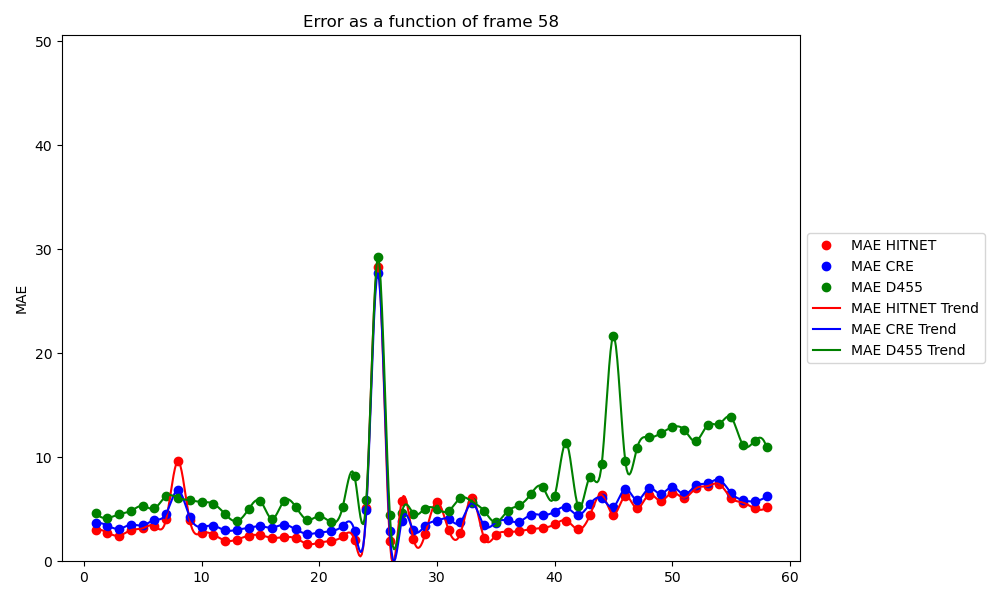 Error as a function of frame 58
50
40
30
20
10
0
MAE
0 10 20 30 40 50 60
MAE HITNET
MAE CRE
MAE D455
MAE HITNET Trend
MAE CRE Trend
MAE D455 Trend